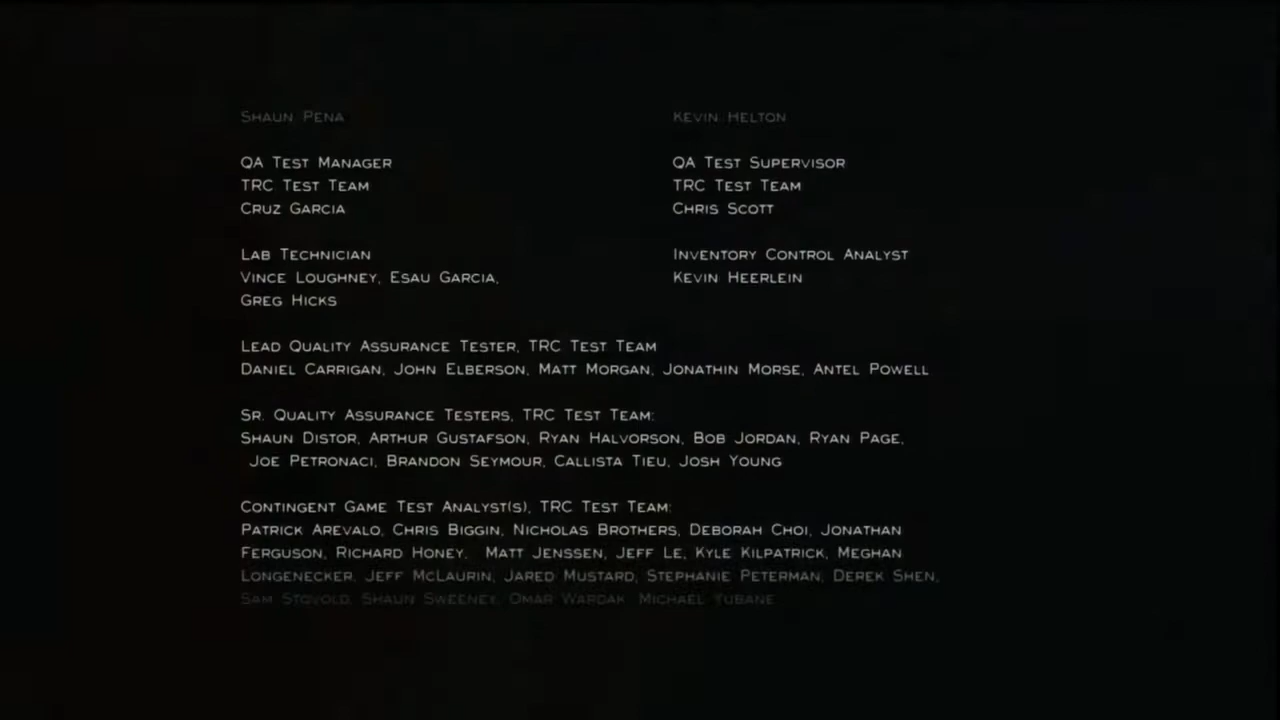 Shaun Pena
Kevin Helton
QA Test Manager
TRC Test Team
Cruz Garcia
QA Test Supervisor
TRC Test Team
Chris Scott
Lab Technician
Vince Loughney, Esau Garcia,
Greg Hicks
Inventory Control Analyst
Kevin Heerlein
Lead Quality Assurance Tester, TRC Test Team
Daniel Carrigan, John Elberson, Matt Morgan, Jonathin Morse, Antel Powell
Sr. Quality Assurance Testers, TRC Test Team:
Shaun Distor, Arthur Gustafson, Ryan Halvorson, Bob Jordan, Ryan Page,
Joe Petronaci, Brandon Seymour, Callista Tieu, Josh Young
Contingent Game Test Analyst(s), TRC Test Team:
Patrick Arevalo, Chris Biggin, Nicholas Brothers, Deborah Choi, Jonathan
Ferguson, Richard Honey, Matt Jenssen, Jeff Le, Kyle Kilpatrick, Meghan
Longenecker, Jeff McLaurin, Jared Mustard, Stephanie Peterman, Derek Shen,
Sam Stovold, Shaun Sweeney, Omar Wardak, Michael Yubane